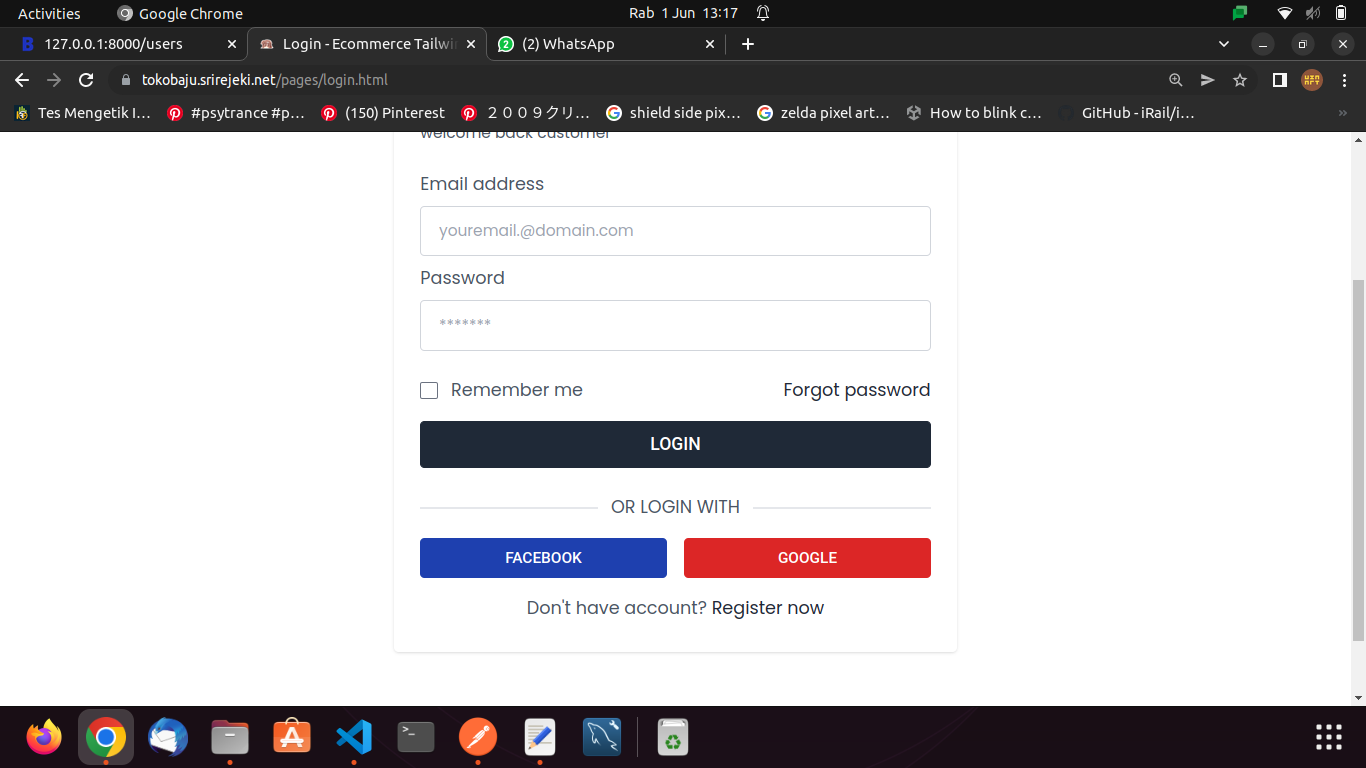 Activities Google Chrome Rab 1 Jun 13:17
127.0.0.1:8000/users Login - Ecommerce Tailwi (2) WhatsApp
tokobaju.srirejeki.net/pages/login.html
Tes Mengetik I… #psytrance #p… (150) Pinterest ２００９クリ… shield side pix… zelda pixel art… How to blink c… GitHub - iRail/i… »
welcome back customer
Email address
youremail.@domain.com
Password
*******
Remember me Forgot password
LOGIN
OR LOGIN WITH
FACEBOOK GOOGLE
Don't have account? Register now